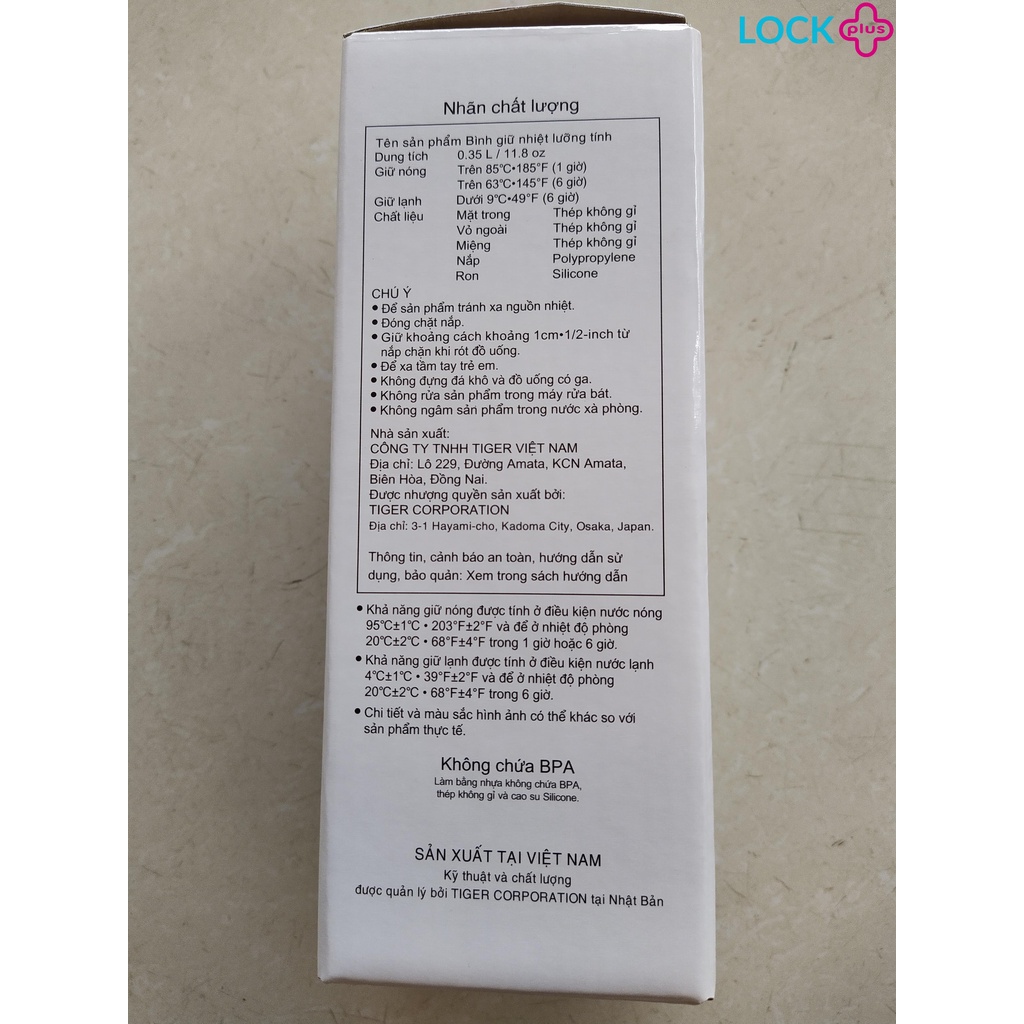 LOCK plus
Nhãn chất lượng
Tên sản phẩm Bình giữ nhiệt lưỡng tính
Dung tích 0.35 L / 11.8 oz
Giữ nóng Trên 85℃•185°F (1 giờ)
Trên 63℃•145°F (6 giờ)
Giữ lạnh Dưới 9℃•49°F (6 giờ)
Chất liệu Mặt trong Thép không gỉ
Vỏ ngoài Thép không gỉ
Miệng Thép không gỉ
Nắp Polypropylene
Ron Silicone
CHÚ Ý
• Để sản phẩm tránh xa nguồn nhiệt.
• Đóng chặt nắp.
• Giữ khoảng cách khoảng 1cm•1/2-inch từ
nắp chặn khi rót đồ uống.
• Để xa tầm tay trẻ em.
• Không đựng đá khô và đồ uống có ga.
• Không rửa sản phẩm trong máy rửa bát.
• Không ngâm sản phẩm trong nước xà phòng.
Nhà sản xuất:
CÔNG TY TNHH TIGER VIỆT NAM
Địa chỉ: Lô 229, Đường Amata, KCN Amata,
Biên Hòa, Đồng Nai.
Được nhượng quyền sản xuất bởi:
TIGER CORPORATION
Địa chỉ: 3-1 Hayami-cho, Kadoma City, Osaka, Japan.
Thông tin, cảnh báo an toàn, hướng dẫn sử
dụng, bảo quản: Xem trong sách hướng dẫn
• Khả năng giữ nóng được tính ở điều kiện nước nóng
95℃±1℃ • 203°F±2°F và để ở nhiệt độ phòng
20℃±2℃ • 68°F±4°F trong 1 giờ hoặc 6 giờ.
• Khả năng giữ lạnh được tính ở điều kiện nước lạnh
4℃±1℃ • 39°F±2°F và để ở nhiệt độ phòng
20℃±2℃ • 68°F±4°F trong 6 giờ.
• Chi tiết và màu sắc hình ảnh có thể khác so với
sản phẩm thực tế.
Không chứa BPA
Làm bằng nhựa không chứa BPA,
thép không gỉ và cao su Silicone.
SẢN XUẤT TẠI VIỆT NAM
Kỹ thuật và chất lượng
được quản lý bởi TIGER CORPORATION tại Nhật Bản